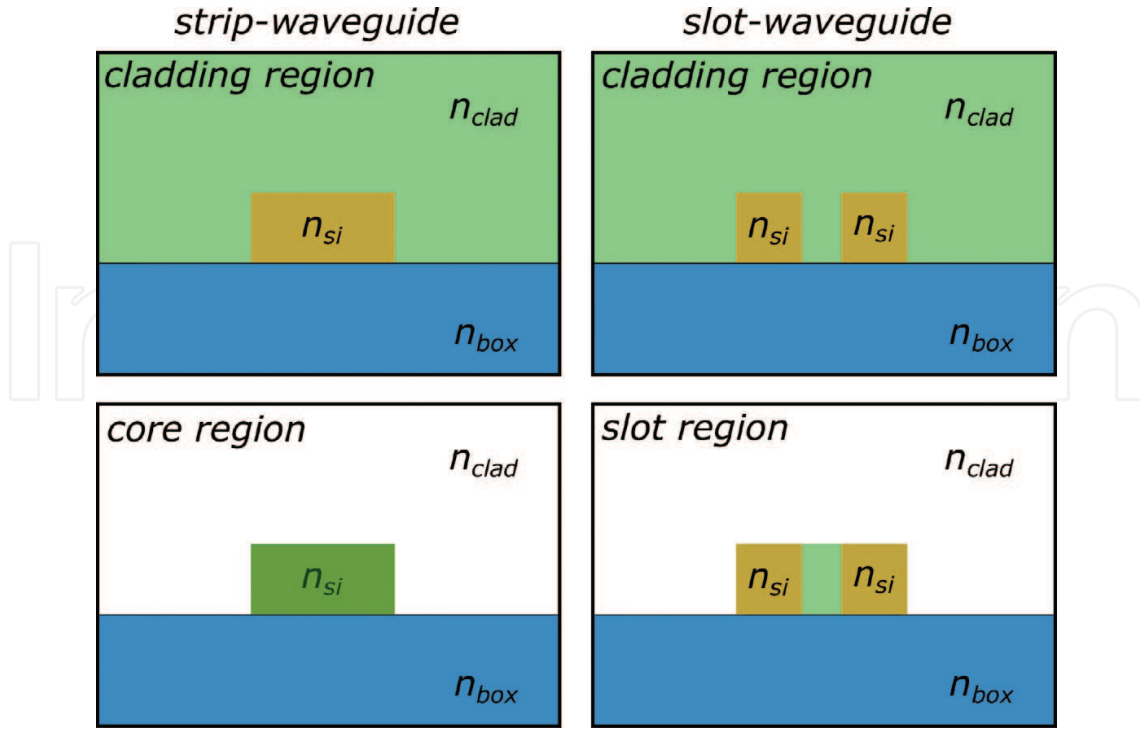 strip-waveguide
slot-waveguide
cladding region
n_clad
n_si
n_box
cladding region
n_clad
n_si
n_si
n_box
core region
n_clad
n_si
n_box
slot region
n_clad
n_si
n_si
n_box